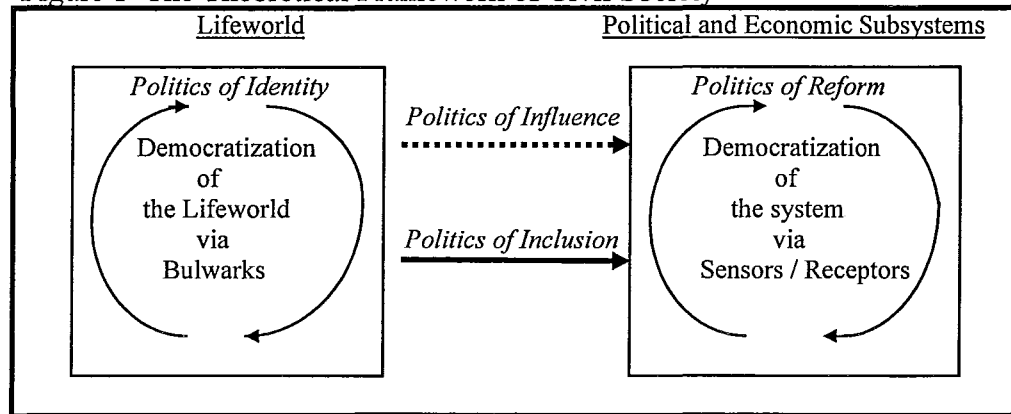 Lifeworld
Political and Economic Subsystems
Politics of Identity
Democratization
of
the Lifeworld
via
Bulwarks
Politics of Influence
Politics of Inclusion
Politics of Reform
Democratization
of
the system
via
Sensors / Receptors